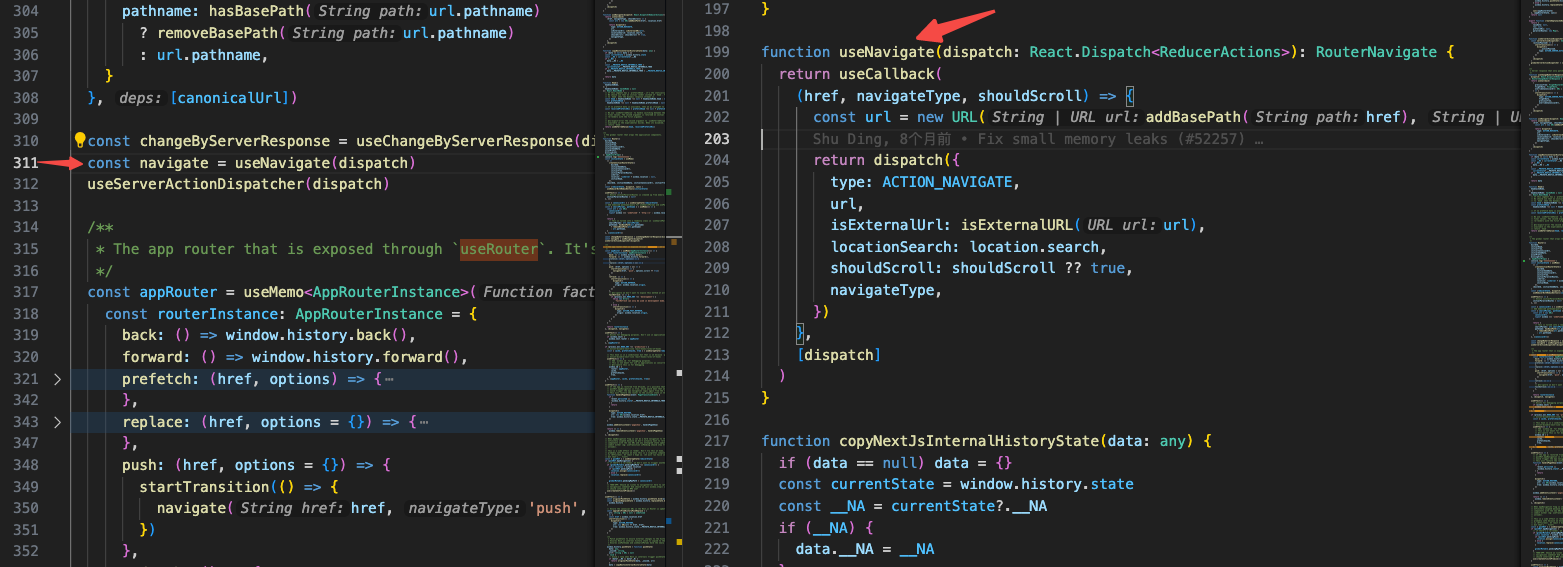 304 pathname: hasBasePath(String path: url.pathname)
305 ? removeBasePath(String path: url.pathname)
306 : url.pathname,
307 }
308 }, deps: [canonicalUrl])
309
310 const changeByServerResponse = useChangeByServerResponse(di
311 const navigate = useNavigate(dispatch)
312 useServerActionDispatcher(dispatch)
313
314 /**
315 * The app router that is exposed through `useRouter`. It's
316 */
317 const appRouter = useMemo<AppRouterInstance>(Function fact
318 const routerInstance: AppRouterInstance = {
319 back: () => window.history.back(),
320 forward: () => window.history.forward(),
321 prefetch: (href, options) => {⋯
342 },
343 replace: (href, options = {}) => {⋯
347 },
348 push: (href, options = {}) => {
349 startTransition(() => {
350 navigate(String href: href, navigateType: 'push',
351 })
352 },
197 }
198
199 function useNavigate(dispatch: React.Dispatch<ReducerActions>): RouterNavigate {
200 return useCallback(
201 (href, navigateType, shouldScroll) => {
202 const url = new URL(String | URL url: addBasePath(String path: href), String | U
203 Shu Ding, 8个月前 • Fix small memory leaks (#52257) …
204 return dispatch({
205 type: ACTION_NAVIGATE,
206 url,
207 isExternalUrl: isExternalURL(URL url: url),
208 locationSearch: location.search,
209 shouldScroll: shouldScroll ?? true,
210 navigateType,
211 })
212 },
213 [dispatch]
214 )
215 }
216
217 function copyNextJsInternalHistoryState(data: any) {
218 if (data == null) data = {}
219 const currentState = window.history.state
220 const __NA = currentState?.__NA
221 if (__NA) {
222 data.__NA = __NA